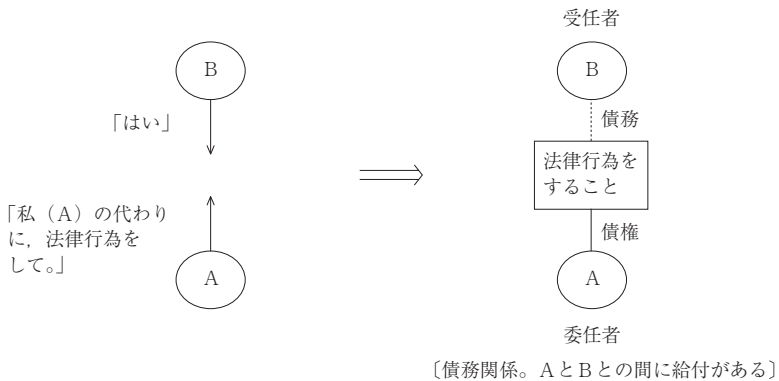 B
「はい」
「私（A）の代わり
に，法律行為を
して。」
A
受任者
B
債務
法律行為を
すること
債権
A
委任者
〔債務関係。AとBとの間に給付がある〕